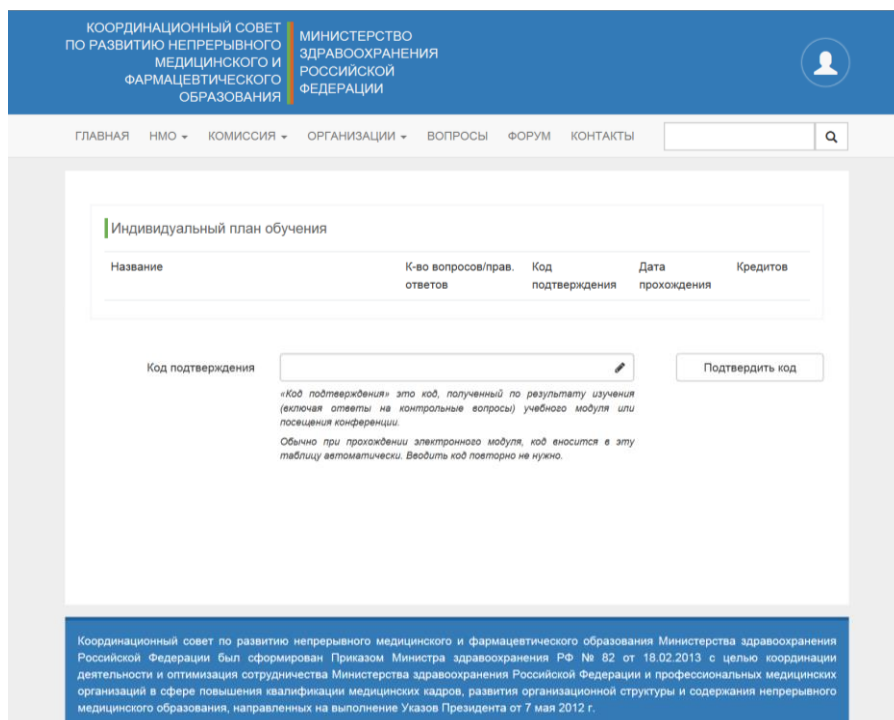 КООРДИНАЦИОННЫЙ СОВЕТ
ПО РАЗВИТИЮ НЕПРЕРЫВНОГО
МЕДИЦИНСКОГО И
ФАРМАЦЕВТИЧЕСКОГО
ОБРАЗОВАНИЯ
МИНИСТЕРСТВО
ЗДРАВООХРАНЕНИЯ
РОССИЙСКОЙ
ФЕДЕРАЦИИ
ГЛАВНАЯ НМО КОМИССИЯ ОРГАНИЗАЦИИ ВОПРОСЫ ФОРУМ КОНТАКТЫ
Индивидуальный план обучения
Название К-во вопросов/прав. ответов Код подтверждения Дата прохождения Кредитов
Код подтверждения Подтвердить код
«Код подтверждения» это код, полученный по результату изучения
(включая ответы на контрольные вопросы) учебного модуля или
посещения конференции.
Обычно при прохождении электронного модуля, код вносится в эту
таблицу автоматически. Вводить код повторно не нужно.
Координационный совет по развитию непрерывного медицинского и фармацевтического образования Министерства здравоохранения
Российской Федерации был сформирован Приказом Министра здравоохранения РФ № 82 от 18.02.2013 с целью координации
деятельности и оптимизация сотрудничества Министерства здравоохранения Российской Федерации и профессиональных медицинских
организаций в сфере повышения квалификации медицинских кадров, развития организационной структуры и содержания непрерывного
медицинского образования, направленных на выполнение Указов Президента от 7 мая 2012 г.